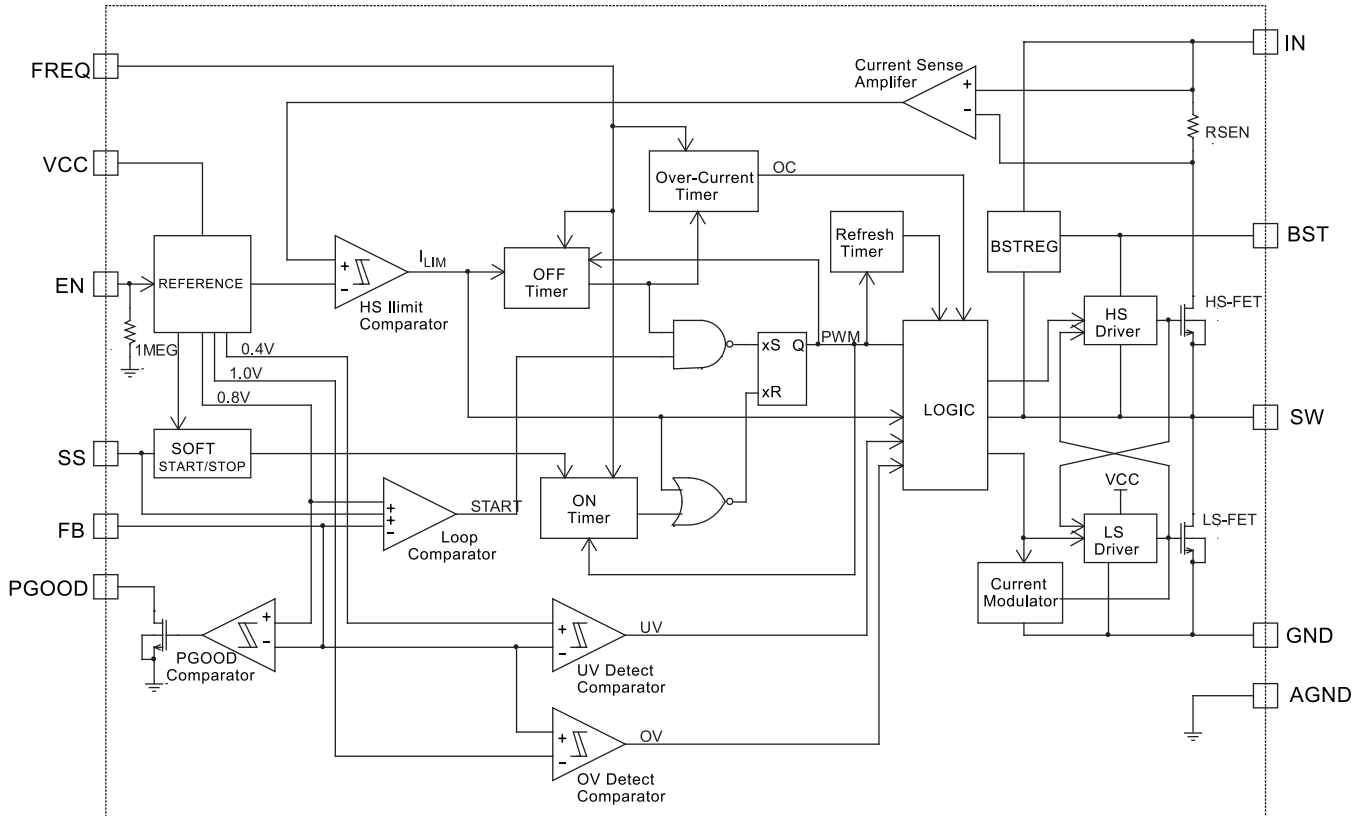 IN
FREQ
Current Sense
Amplifer
+
-
RSEN
VCC
Over-Current
Timer
OC
BST
Refresh
Timer
BSTREG
EN
REFERENCE
+
-
ILIM
HS Ilimit
Comparator
OFF
Timer
HS
Driver
HS-FET
1MEG
0.4V
1.0V
0.8V
xS Q
xR
PWM
LOGIC
SW
SS
SOFT
START/STOP
ON
Timer
START
+
+
+
-
Loop
Comparator
VCC
LS
Driver
LS-FET
FB
PGOOD
Current
Modulator
+
-
PGOOD
Comparator
+
-
UV
UV Detect
Comparator
GND
AGND
+
-
OV
OV Detect
Comparator